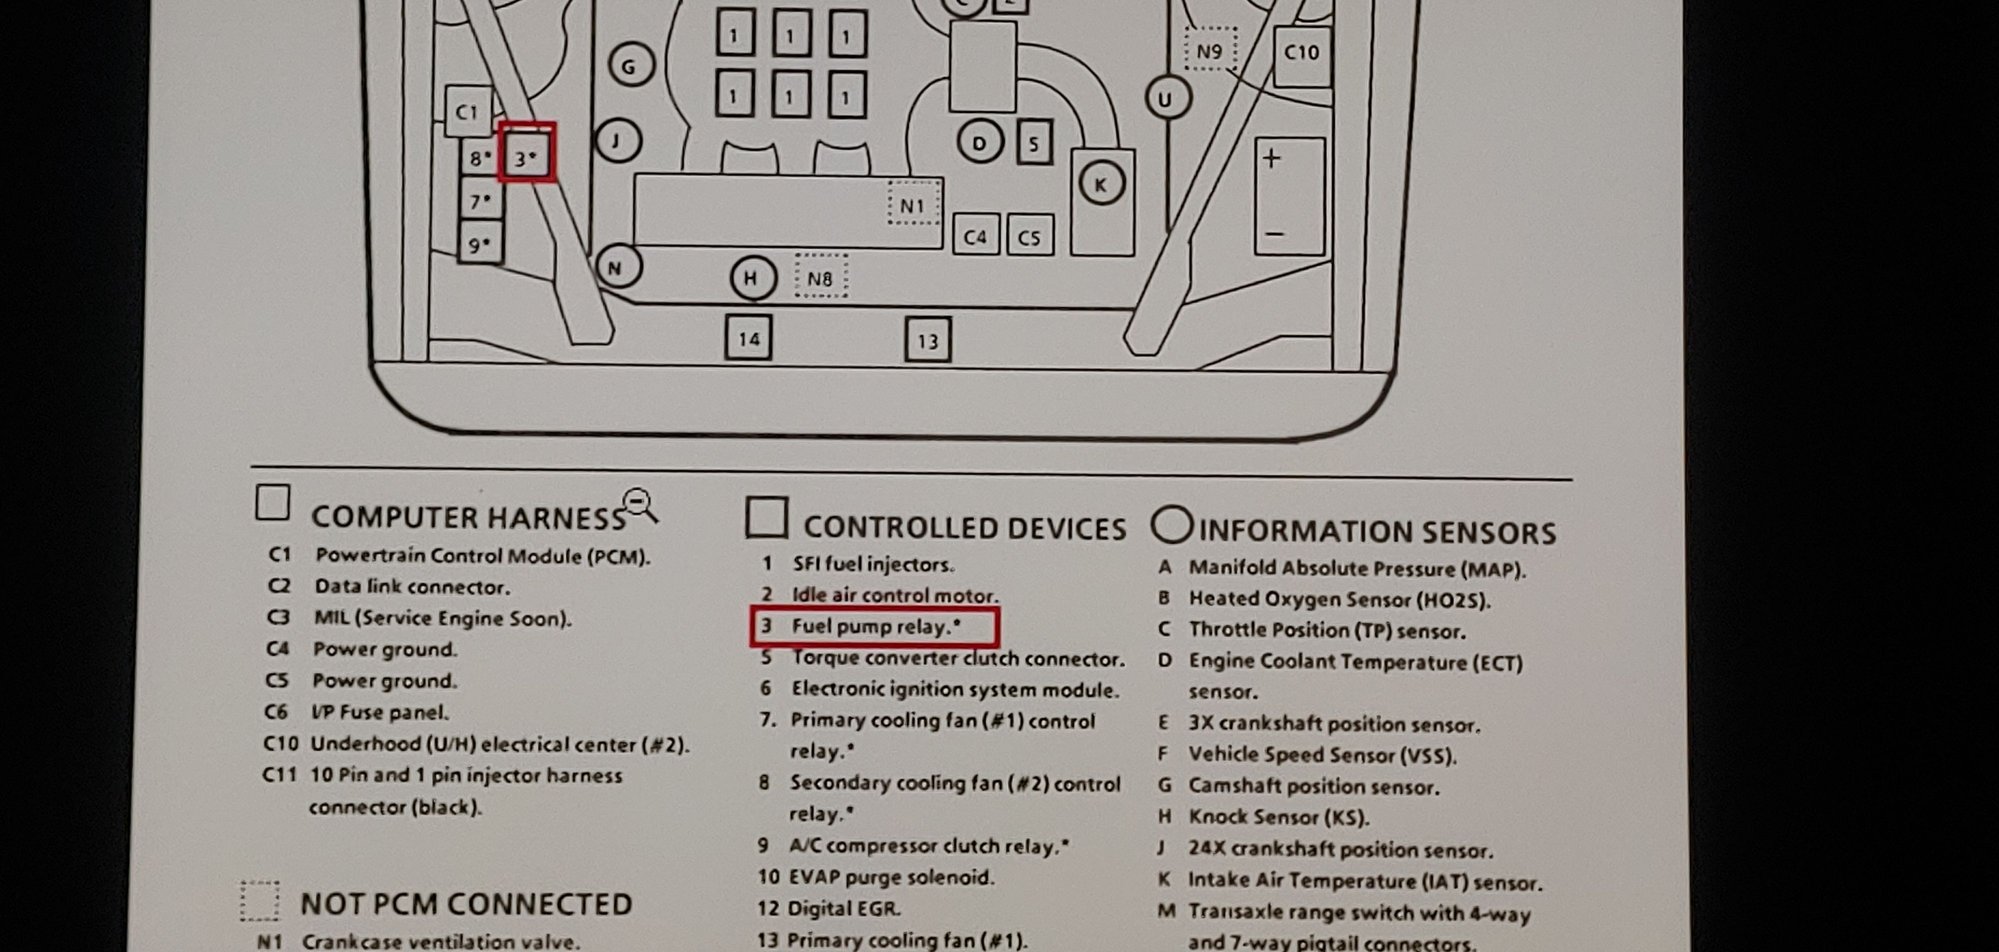 2
N9
C10
1 1 1
G
1 1 1
U
C1
J
D
5
8* 3*
+
K
7*
N1
C4
C5
9*
−
N
H
N8
14
13
COMPUTER HARNESS
C1 Powertrain Control Module (PCM).
C2 Data link connector.
C3 MIL (Service Engine Soon).
C4 Power ground.
C5 Power ground.
C6 I/P Fuse panel.
C10 Underhood (U/H) electrical center (#2).
C11 10 Pin and 1 pin injector harness
connector (black).
NOT PCM CONNECTED
N1 Crankcase ventilation valve.
CONTROLLED DEVICES
1 SFI fuel injectors.
2 Idle air control motor.
3 Fuel pump relay.*
5 Torque converter clutch connector.
6 Electronic ignition system module.
7. Primary cooling fan (#1) control
relay.*
8 Secondary cooling fan (#2) control
relay.*
9 A/C compressor clutch relay.*
10 EVAP purge solenoid.
12 Digital EGR.
13 Primary cooling fan (#1).
INFORMATION SENSORS
A Manifold Absolute Pressure (MAP).
B Heated Oxygen Sensor (HO2S).
C Throttle Position (TP) sensor.
D Engine Coolant Temperature (ECT)
sensor.
E 3X crankshaft position sensor.
F Vehicle Speed Sensor (VSS).
G Camshaft position sensor.
H Knock Sensor (KS).
J 24X crankshaft position sensor.
K Intake Air Temperature (IAT) sensor.
M Transaxle range switch with 4-way
and 7-way pigtail connectors.